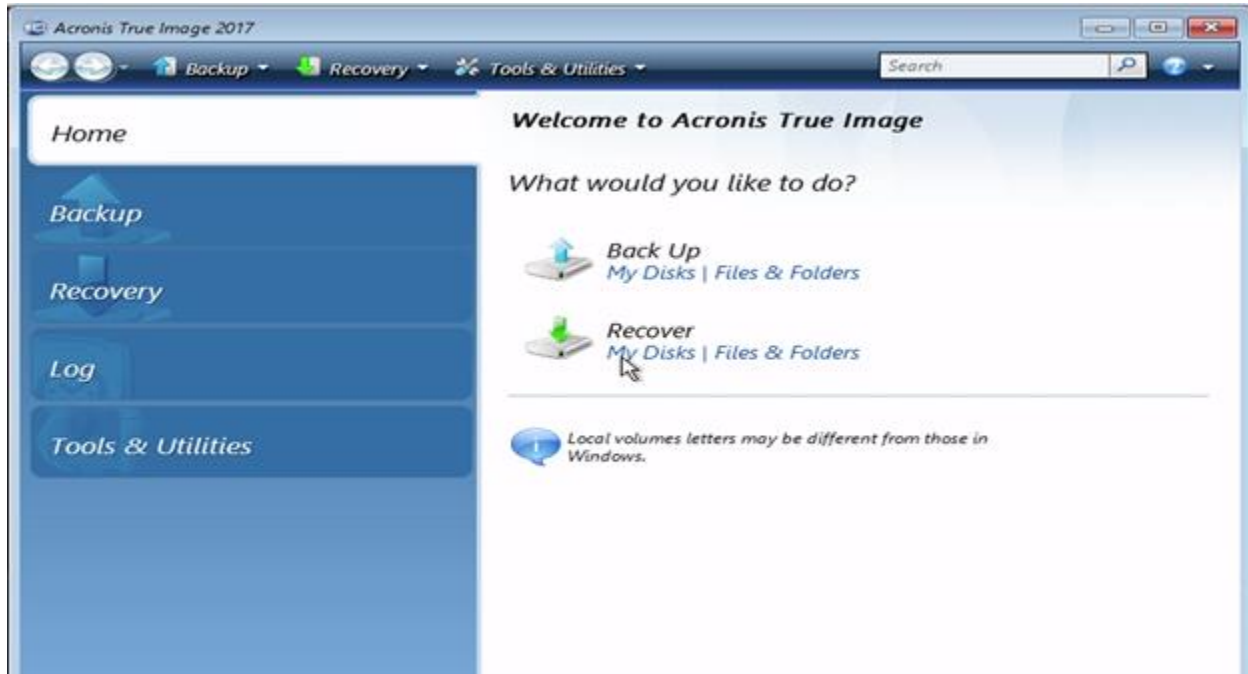 Acronis True Image 2017
Backup Recovery Tools & Utilities Search
Home
Backup
Recovery
Log
Tools & Utilities
Welcome to Acronis True Image
What would you like to do?
Back Up
My Disks | Files & Folders
Recover
My Disks | Files & Folders
Local volumes letters may be different from those in
Windows.